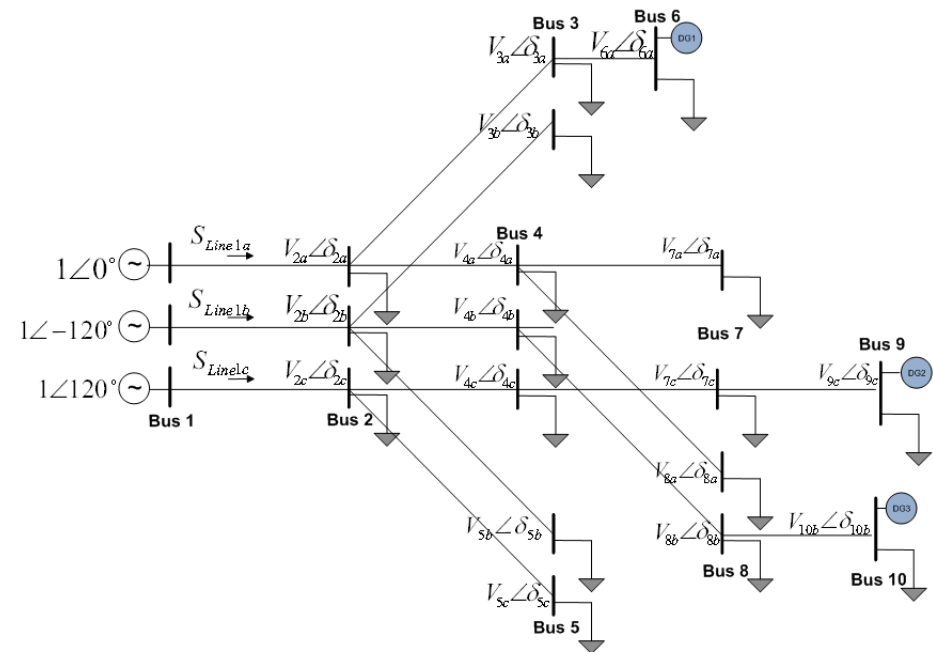 Bus 3
Bus 6
DG1
V3a∠δ3a
V6a∠δ6a
V3b∠δ3b
SLine1a
1∠0°
~
V2a∠δ2a
Bus 4
V4a∠δ4a
V7a∠δ7a
SLine1b
1∠-120°
~
V2b∠δ2b
V4b∠δ4b
Bus 7
SLine1c
1∠120°
~
V2c∠δ2c
V4c∠δ4c
V7c∠δ7c
Bus 9
V9c∠δ9c
DG2
Bus 1
Bus 2
V8a∠δ8a
V5b∠δ5b
V8b∠δ8b
V10b∠δ10b
DG3
Bus 8
Bus 10
V5c∠δ5c
Bus 5